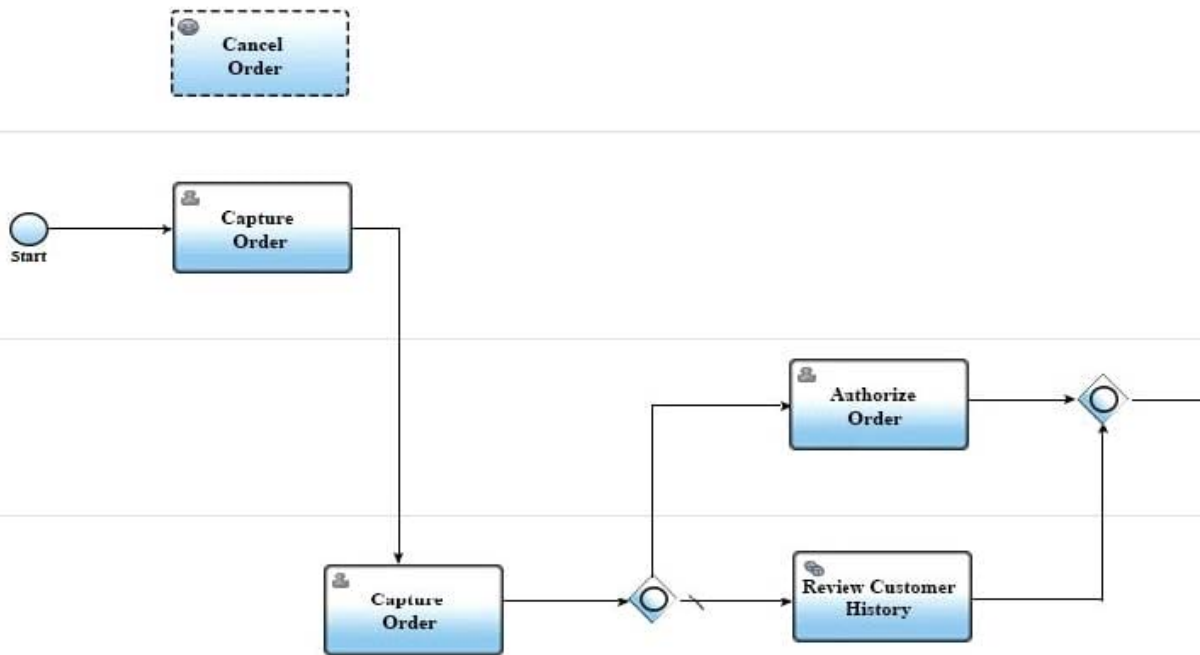 Cancel
Order
Capture
Order
Start
Authorize
Order
Capture
Order
Review Customer
History